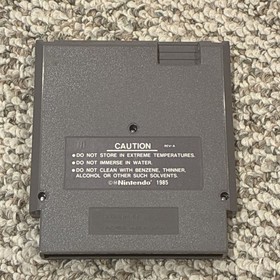 CAUTION REV-A
• DO NOT STORE IN EXTREME TEMPERATURES.
• DO NOT IMMERSE IN WATER.
• DO NOT CLEAN WITH BENZENE, THINNER,
ALCOHOL OR OTHER SUCH SOLVENTS.
©Nintendo 1985